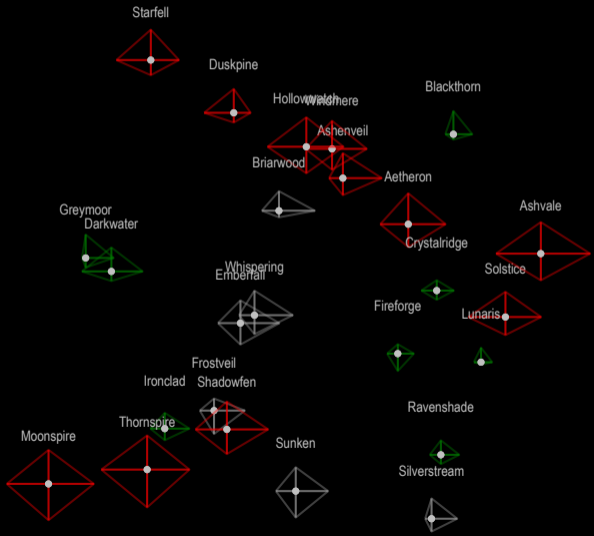 Starfell
Duskpine
Blackthorn
Hollowwatch
Windmere
Ashenveil
Briarwood
Aetheron
Ashvale
Greymoor
Darkwater
Crystalridge
Solstice
Whispering
Emberfall
Fireforge
Lunaris
Frostveil
Ironclad
Shadowfen
Ravenshade
Thornspire
Moonspire
Sunken
Silverstream